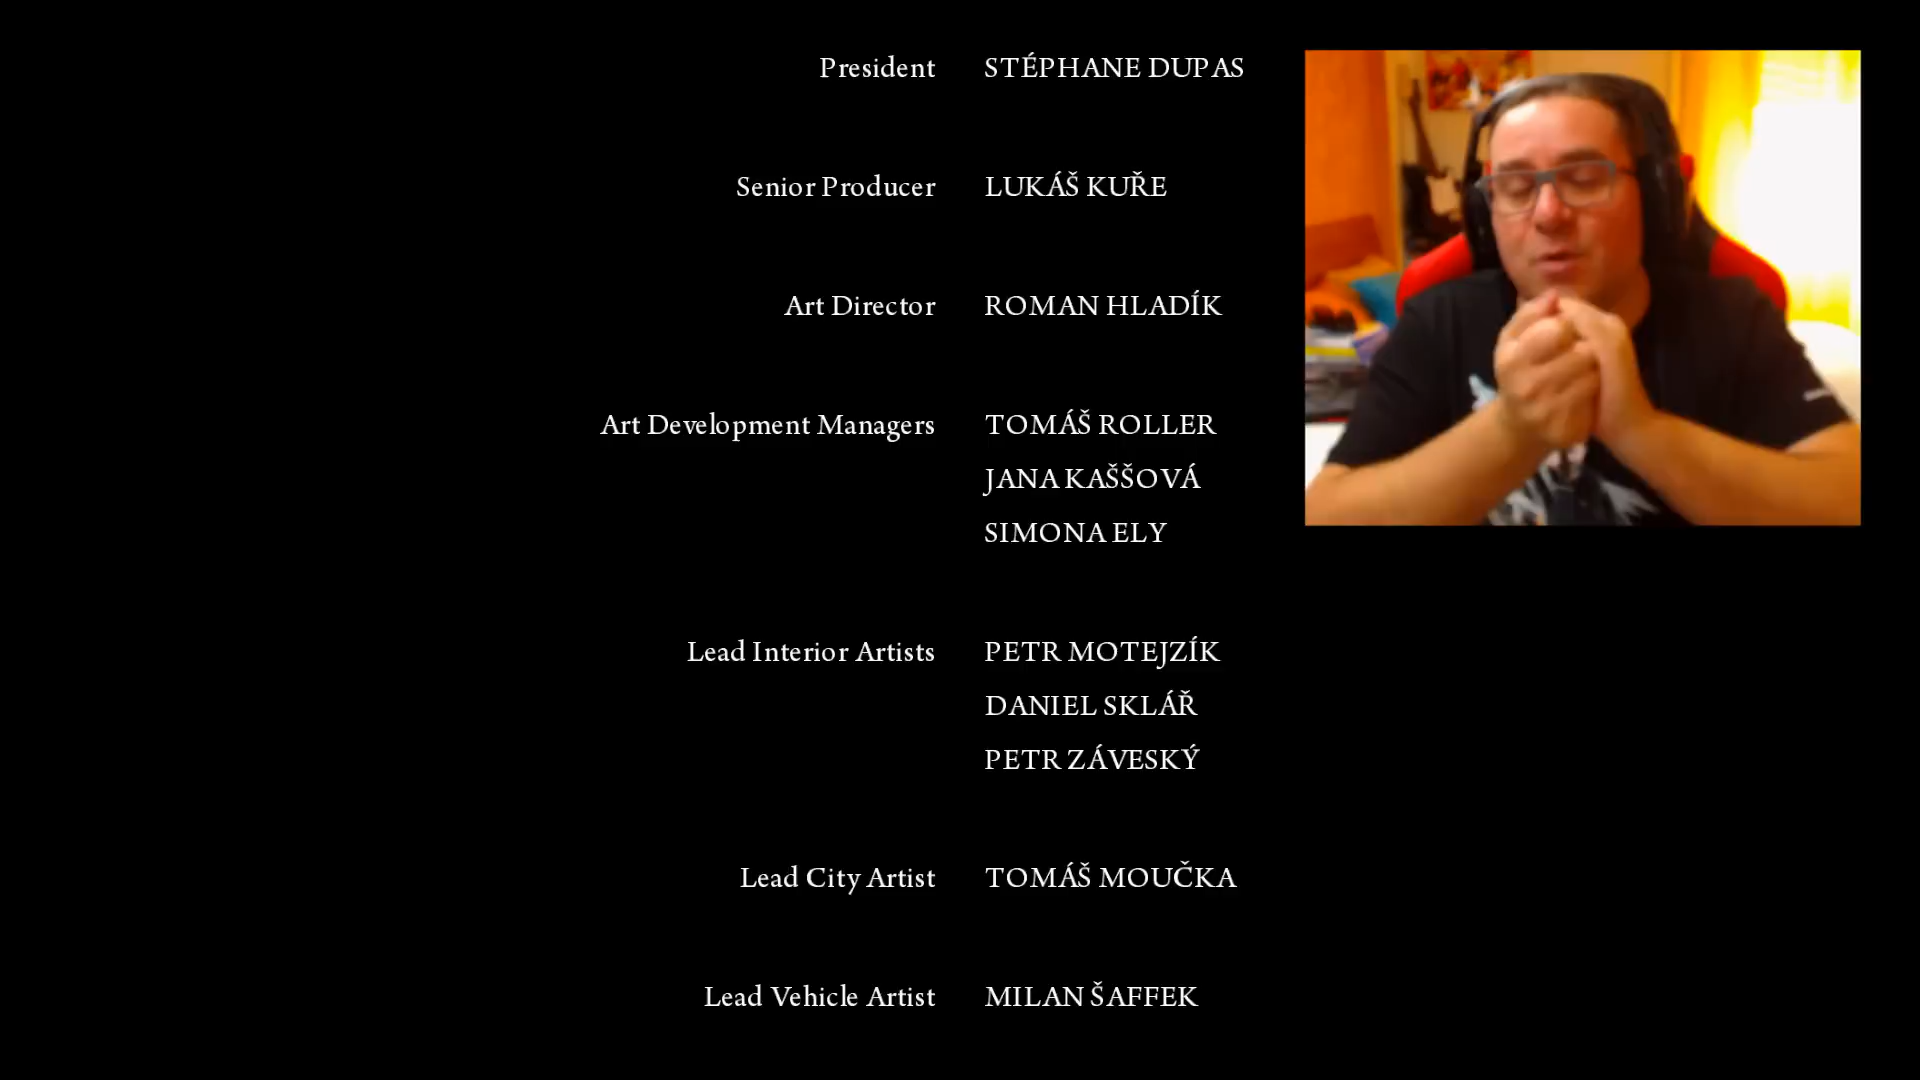 President STÉPHANE DUPAS
Senior Producer LUKÁŠ KUŘE
Art Director ROMAN HLADÍK
Art Development Managers TOMÁŠ ROLLER
JANA KAŠŠOVÁ
SIMONA ELY
Lead Interior Artists PETR MOTEJZÍK
DANIEL SKLÁŘ
PETR ZÁVESKÝ
Lead City Artist TOMÁŠ MOUČKA
Lead Vehicle Artist MILAN ŠAFFEK